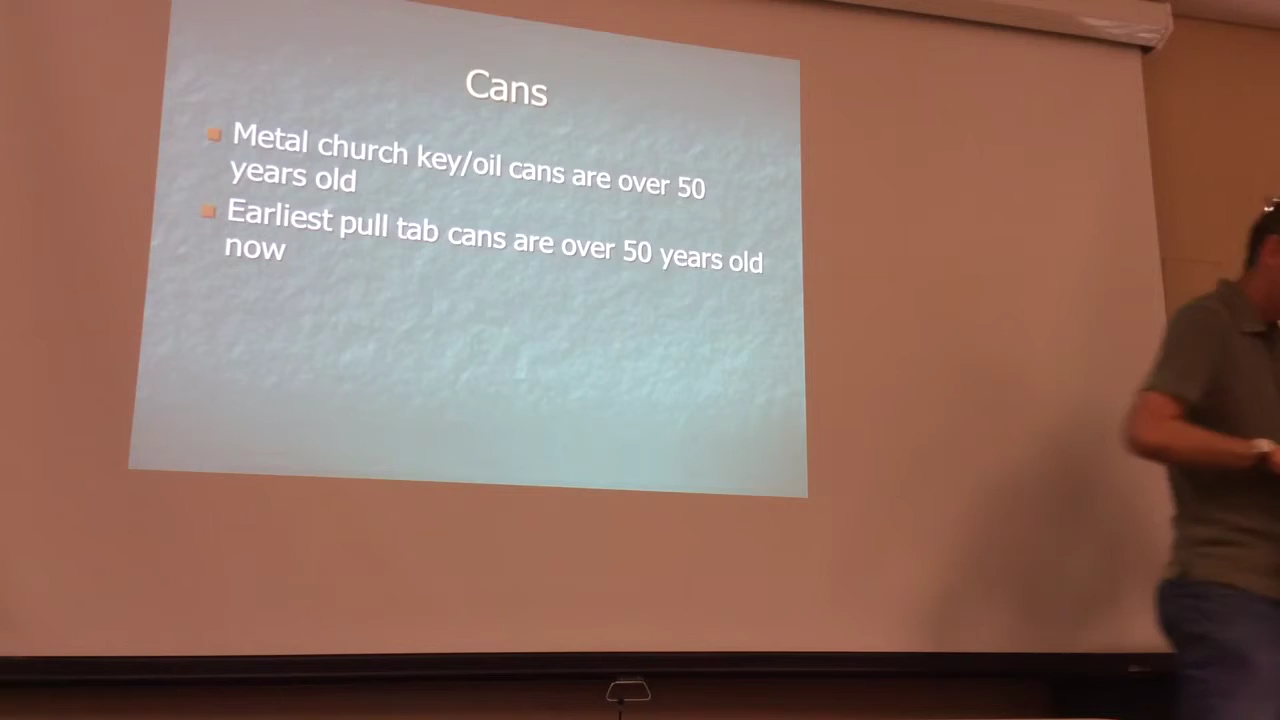 Cans
Metal church key/oil cans are over 50
years old
Earliest pull tab cans are over 50 years old
now